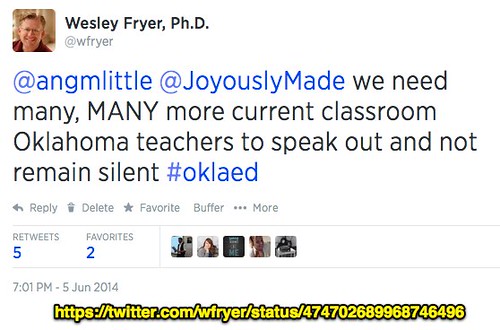 Wesley Fryer, Ph.D.
@wfryer
@angmlittle @JoyouslyMade we need
many, MANY more current classroom
Oklahoma teachers to speak out and not
remain silent #oklaed
Reply Delete Favorite Buffer ••• More
RETWEETS FAVORITES
5 2
7:01 PM - 5 Jun 2014
https://twitter.com/wfryer/status/474702689968746496